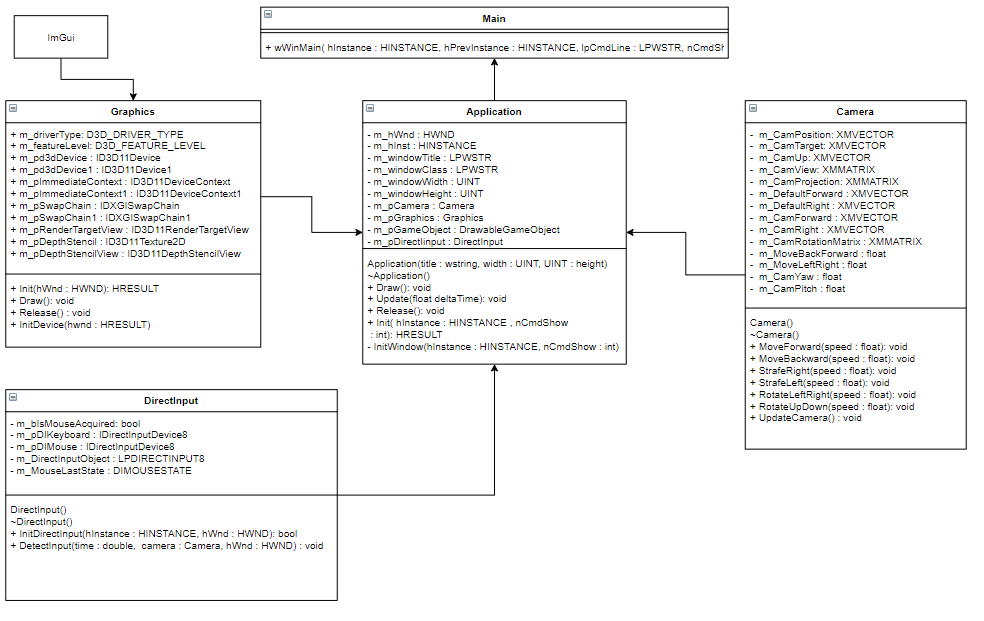 ImGui
Main
+ wWinMain( hInstance : HINSTANCE, hPrevInstance : HINSTANCE, lpCmdLine : LPWSTR, nCmdSh
Graphics
+ m_driverType: D3D_DRIVER_TYPE
+ m_featureLevel: D3D_FEATURE_LEVEL
+ m_pd3dDevice : ID3D11Device
+ m_pd3dDevice1 : ID3D11Device1
+ m_pImmediateContext : ID3D11DeviceContext
+ m_pImmediateContext1 : ID3D11DeviceContext1
+ m_pSwapChain : IDXGISwapChain
+ m_pSwapChain1 : IDXGISwapChain1
+ m_pRenderTargetView : ID3D11RenderTargetView
+ m_pDepthStencil : ID3D11Texture2D
+ m_pDepthStencilView : ID3D11DepthStencilView
+ Init(hWnd : HWND): HRESULT
+ Draw(): void
+ Release() : void
+ InitDevice(hwnd : HRESULT)
Application
- m_hWnd : HWND
- m_hInst : HINSTANCE
- m_windowTitle : LPWSTR
- m_windowClass : LPWSTR
- m_windowWidth : UINT
- m_windowHeight : UINT
- m_pCamera : Camera
- m_pGraphics : Graphics
- m_pGameObject : DrawableGameObject
- m_pDirectIinput : DirectInput
Application(title : wstring, width : UINT, UINT : height)
~Application()
+ Draw(): void
+ Update(float deltaTime): void
+ Release(): void
+ Init( hInstance : HINSTANCE , nCmdShow
: int): HRESULT
- InitWindow(hInstance : HINSTANCE, nCmdShow : int)
Camera
- m_CamPosition: XMVECTOR
- m_CamTarget: XMVECTOR
- m_CamUp: XMVECTOR
- m_CamView: XMMATRIX
- m_CamProjection: XMMATRIX
- m_DefaultForward : XMVECTOR
- m_DefaultRight : XMVECTOR
- m_CamForward : XMVECTOR
- m_CamRight : XMVECTOR
- m_CamRotationMatrix : XMMATRIX
- m_MoveBackForward : float
- m_MoveLeftRight : float
- m_CamYaw : float
- m_CamPitch : float
Camera()
~Camera()
+ MoveForward(speed : float): void
+ MoveBackward(speed : float): void
+ StrafeRight(speed : float): void
+ StrafeLeft(speed : float): void
+ RotateLeftRight(speed : float): void
+ RotateUpDown(speed : float): void
+ UpdateCamera() : void
DirectInput
- m_bIsMouseAcquired: bool
- m_pDIKeyboard : IDirectInputDevice8
- m_pDIMouse : IDirectInputDevice8
- m_DirectInputObject : LPDIRECTINPUT8
- m_MouseLastState : DIMOUSESTATE
DirectInput()
~DirectInput()
+ InitDirectInput(hInstance : HINSTANCE, hWnd : HWND): bool
+ DetectInput(time : double, camera : Camera, hWnd : HWND) : void